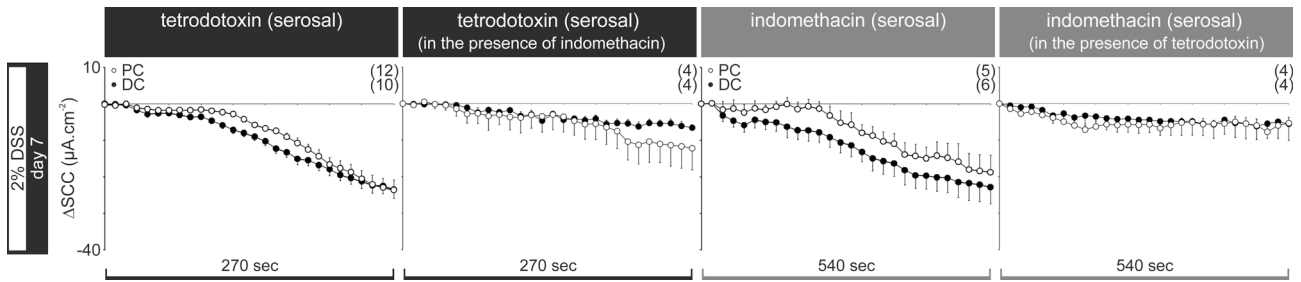 tetrodotoxin (serosal)
tetrodotoxin (serosal)
(in the presence of indomethacin)
indomethacin (serosal)
indomethacin (serosal)
(in the presence of tetrodotoxin)
2% DSS
day 7
ΔSCC (µA.cm⁻²)
10
-40
○ PC (12)
● DC (10)
(4)
(4)
○ PC (5)
● DC (6)
(4)
(4)
270 sec
270 sec
540 sec
540 sec